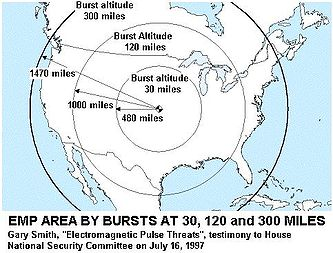 Burst altitude
300 miles
Burst altitude
120 miles
Burst altitude
30 miles
1470 miles
1000 miles
480 miles
EMP AREA BY BURSTS AT 30, 120 and 300 MILES
Gary Smith, "Electromagnetic Pulse Threats", testimony to House
National Security Committee on July 16, 1997